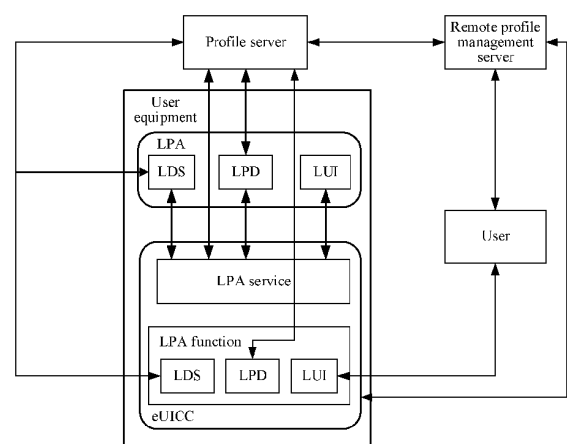 Profile server
Remote profile
management
server
User
equipment
LPA
LDS
LPD
LUI
User
LPA service
LPA function
LDS
LPD
LUI
eUICC